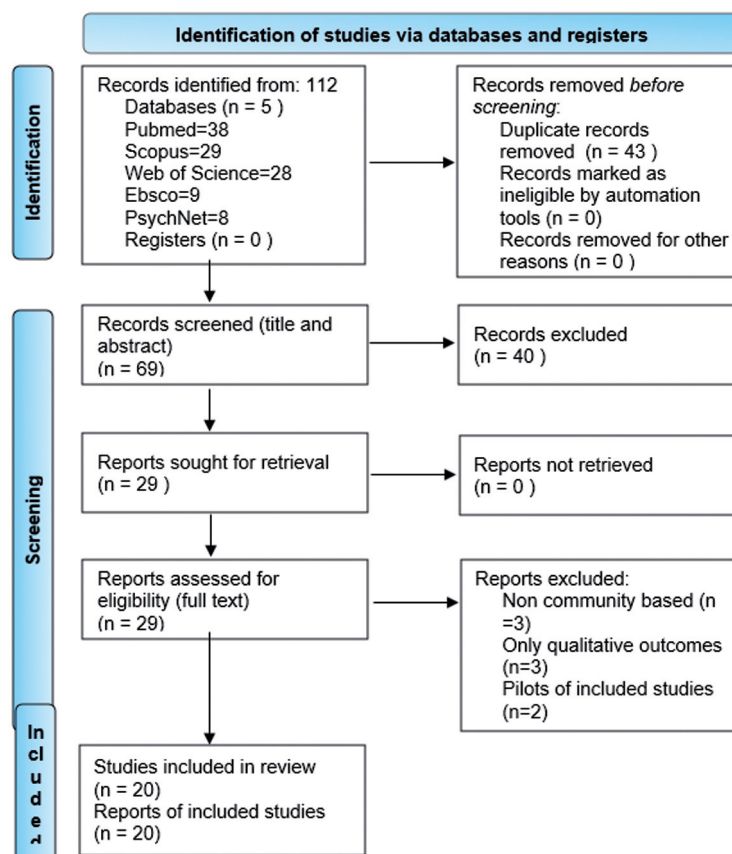 Identification of studies via databases and registers
Identification
Records identified from: 112
Databases (n = 5 )
Pubmed=38
Scopus=29
Web of Science=28
Ebsco=9
PsychNet=8
Registers (n = 0 )
Records removed before
screening:
Duplicate records
removed  (n = 43 )
Records marked as
ineligible by automation
tools (n = 0)
Records removed for other
reasons (n = 0 )
Screening
Records screened (title and
abstract)
(n = 69)
Records excluded
(n = 40 )
Reports sought for retrieval
(n = 29 )
Reports not retrieved
(n = 0 )
Reports assessed for
eligibility (full text)
(n = 29)
Reports excluded:
Non community based (n
=3)
Only qualitative outcomes
(n=3)
Pilots of included studies
(n=2)
In
cl
u
d
e
d
Studies included in review
(n = 20)
Reports of included studies
(n = 20)